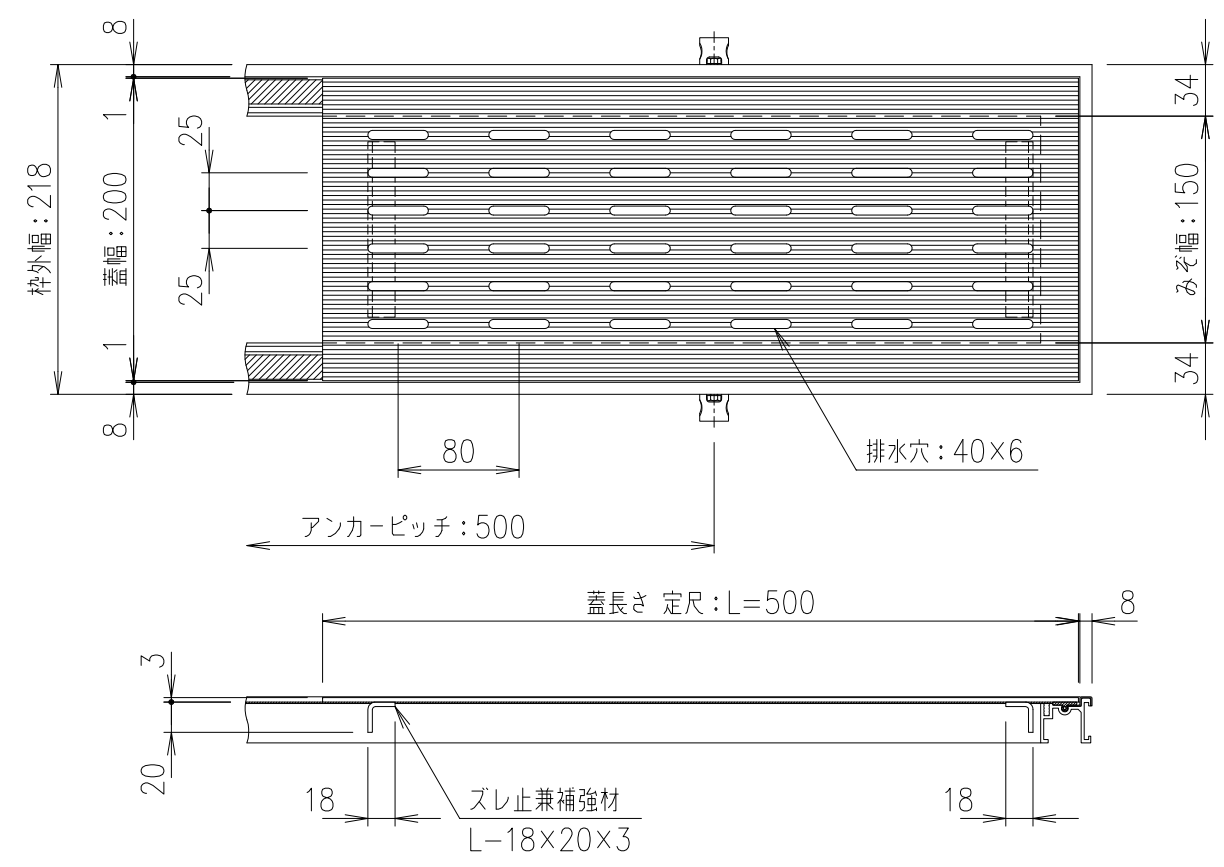 8
34
1
25
枠外幅：218
蓋幅：200
みぞ幅：150
25
1
34
8
80
排水穴：40×6
アンカーピッチ：500
蓋長さ 定尺：L=500
8
3
20
18
ズレ止兼補強材
L-18×20×3
18